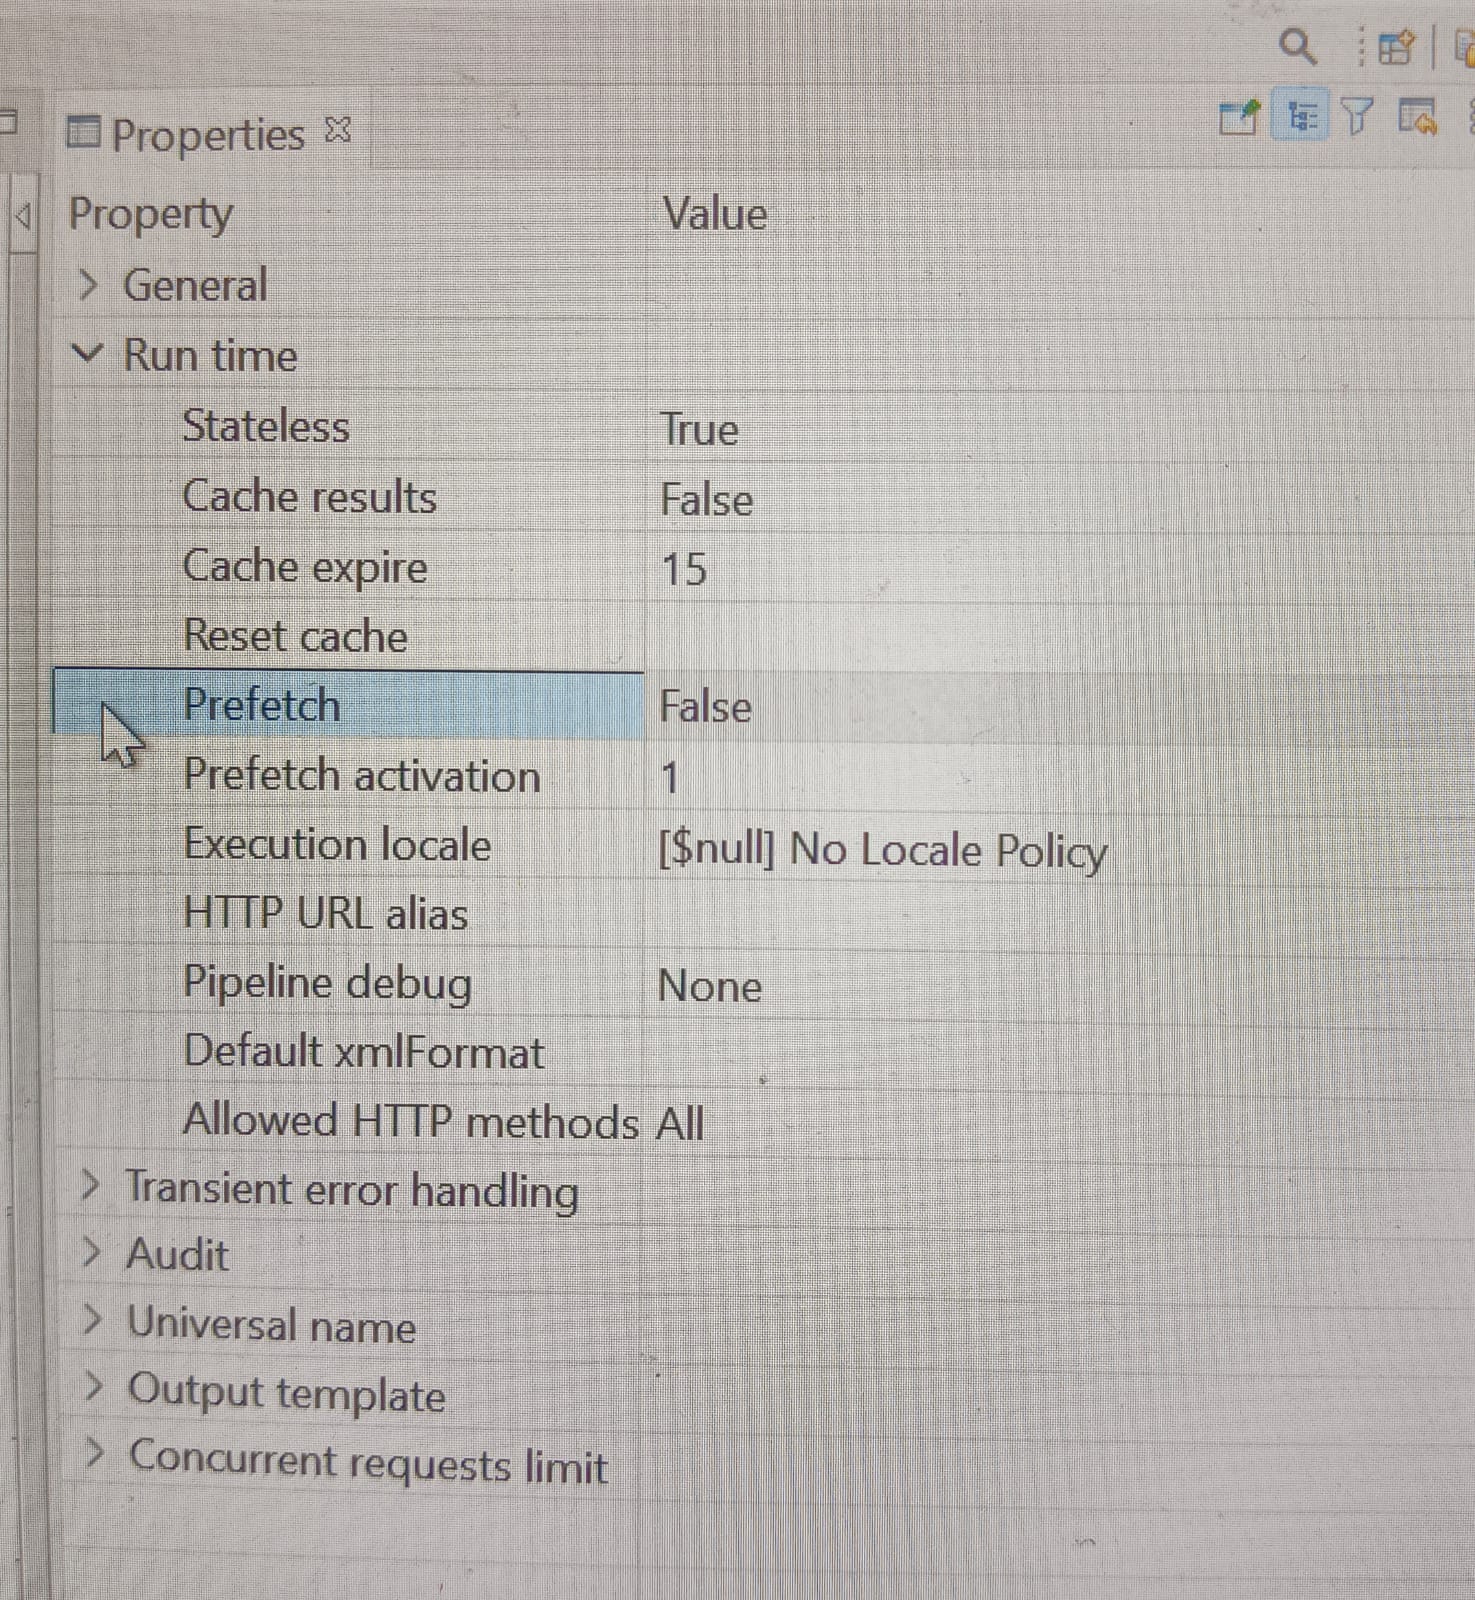 Properties
Property Value
General
Run time
Stateless True
Cache results False
Cache expire 15
Reset cache
Prefetch False
Prefetch activation 1
Execution locale [$null] No Locale Policy
HTTP URL alias
Pipeline debug None
Default xmlFormat
Allowed HTTP methods All
Transient error handling
Audit
Universal name
Output template
Concurrent requests limit